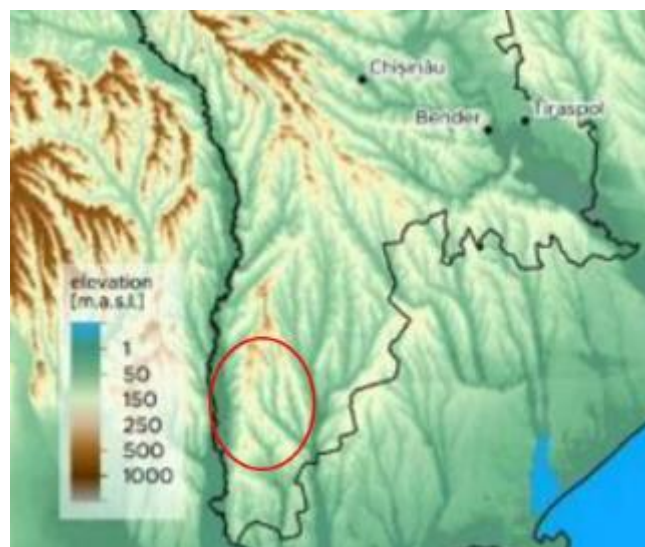 Chișinău
Tiraspol
Bender
elevation
[m.a.s.l.]
1
50
150
250
500
1000